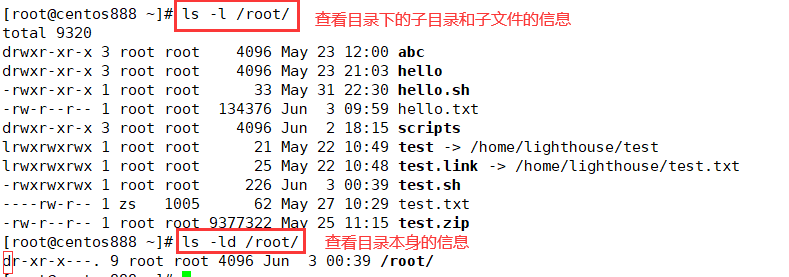 [root@centos888 ~]# ls -l /root/ 查看目录下的子目录和子文件的信息
total 9320
drwxr-xr-x 3 root root    4096 May 23 12:00 abc
drwxr-xr-x 3 root root    4096 May 23 21:03 hello
-rwxr-xr-x 1 root root      33 May 31 22:30 hello.sh
-rw-r--r-- 1 root root  134376 Jun  3 09:59 hello.txt
drwxr-xr-x 3 root root    4096 Jun  2 18:15 scripts
lrwxrwxrwx 1 root root      21 May 22 10:49 test -> /home/lighthouse/test
lrwxrwxrwx 1 root root      25 May 22 10:48 test.link -> /home/lighthouse/test.txt
-rwxrwxrwx 1 root root     226 Jun  3 00:39 test.sh
----rw-r-- 1 zs   1005      62 May 27 10:29 test.txt
-rw-r--r-- 1 root root 9377322 May 25 11:15 test.zip
[root@centos888 ~]# ls -ld /root/ 查看目录本身的信息
dr-xr-x---. 9 root root 4096 Jun  3 00:39 /root/
[root@centos888 ~]#